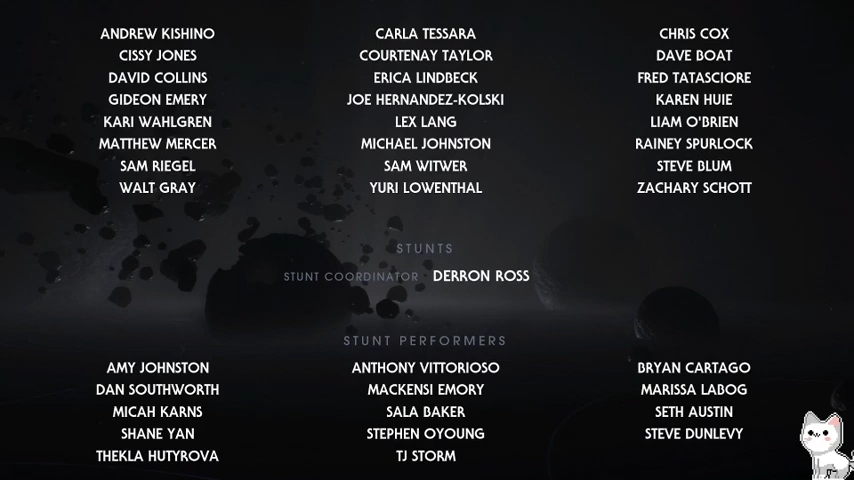 ANDREW KISHINO CARLA TESSARA CHRIS COX
CISSY JONES COURTENAY TAYLOR DAVE BOAT
DAVID COLLINS ERICA LINDBECK FRED TATASCIORE
GIDEON EMERY JOE HERNANDEZ-KOLSKI KAREN HUIE
KARI WAHLGREN LEX LANG LIAM O'BRIEN
MATTHEW MERCER MICHAEL JOHNSTON RAINEY SPURLOCK
SAM RIEGEL SAM WITWER STEVE BLUM
WALT GRAY YURI LOWENTHAL ZACHARY SCHOTT
STUNTS
STUNT COORDINATOR DERRON ROSS
STUNT PERFORMERS
AMY JOHNSTON ANTHONY VITTORIOSO BRYAN CARTAGO
DAN SOUTHWORTH MACKENSI EMORY MARISSA LABOG
MICAH KARNS SALA BAKER SETH AUSTIN
SHANE YAN STEPHEN OYOUNG STEVE DUNLEVY
THEKLA HUTYROVA TJ STORM